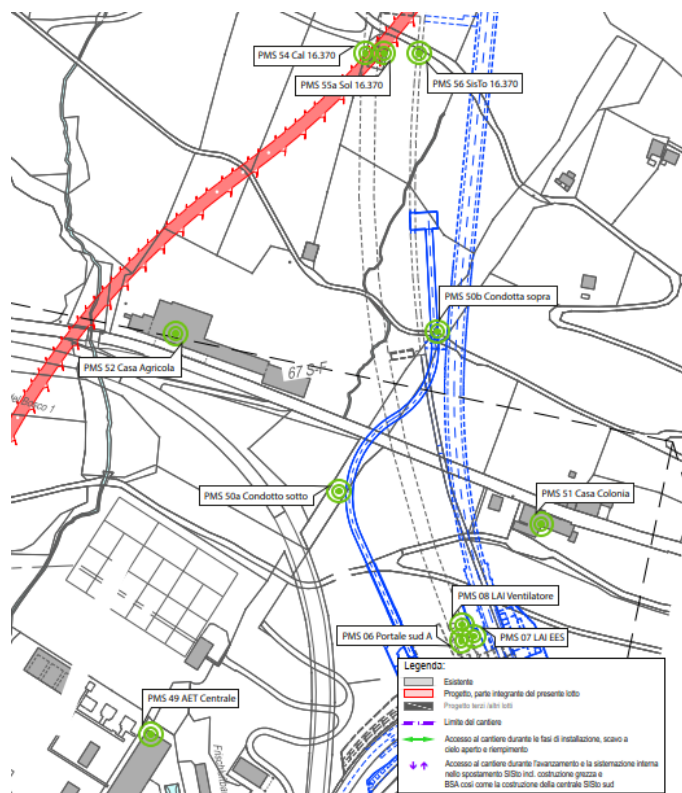 PMS 54 Cal 16.370
PMS 55a Sol 16.370
PMS 56 SisTo 16.370
PMS 50b Condotta sopra
PMS 52 Casa Agricola
67 S-F
Bosco 1
PMS 50a Condotto sotto
PMS 51 Casa Colonia
PMS 08 LAI Ventilatore
PMS 06 Portale sud A
PMS 07 LAI EES
PMS 49 AET Centrale
Legenda:
Esistente
Progetto, parte integrante del presente lotto
Progetto terzi /altri lotti
Limite del cantiere
Accesso al cantiere durante le fasi di installazione, scavo a
cielo aperto e riempimento
Accesso al cantiere durante l'avanzamento e la sistemazione interna
nello spostamento SISto incl. costruzione grezza e
BSA così come la costruzione della centrale SISto sud